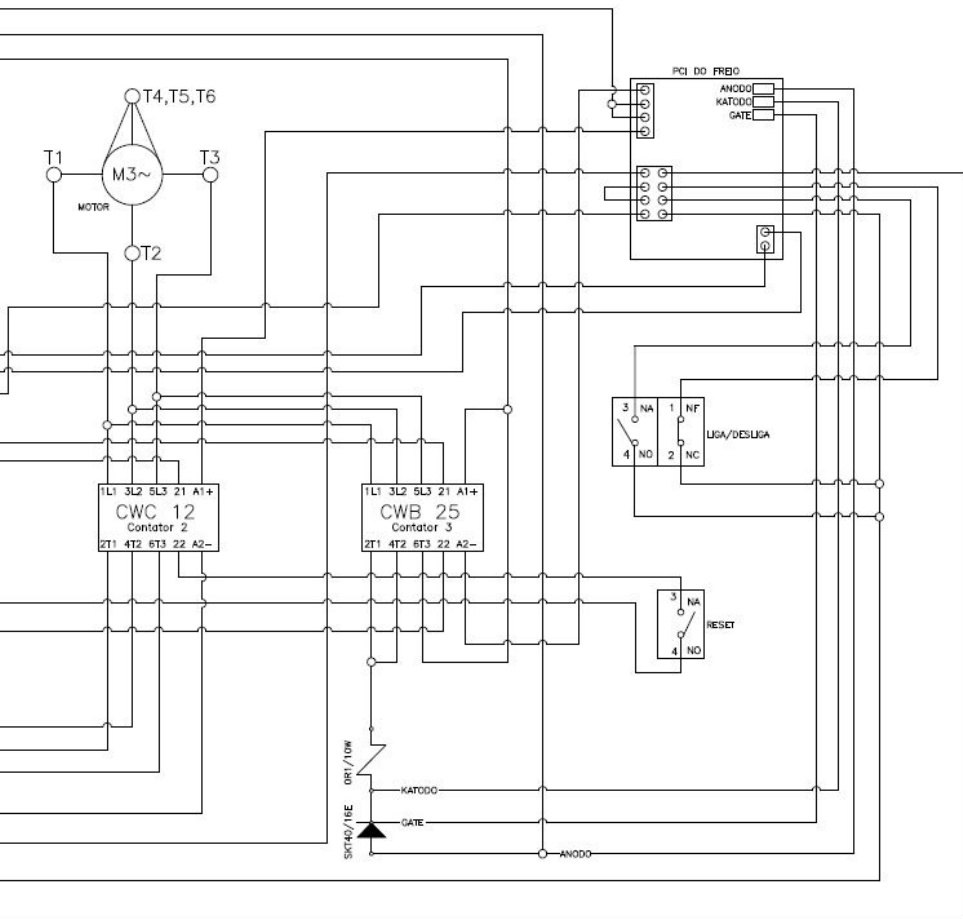 PCI DO FREIO
ANODO
KATODO
GATE
T4,T5,T6
T1
T3
M3~
MOTOR
T2
3 NA 1 NF
LIGA/DESLIGA
4 NO 2 NC
1L1 3L2 5L3 21 A1+
CWC 12
Contator 2
2T1 4T2 6T3 22 A2-
1L1 3L2 5L3 21 A1+
CWB 25
Contator 3
2T1 4T2 6T3 22 A2-
3 NA
RESET
4 NO
0R1/10W
KATODO
SKT40/16E
GATE
ANODO